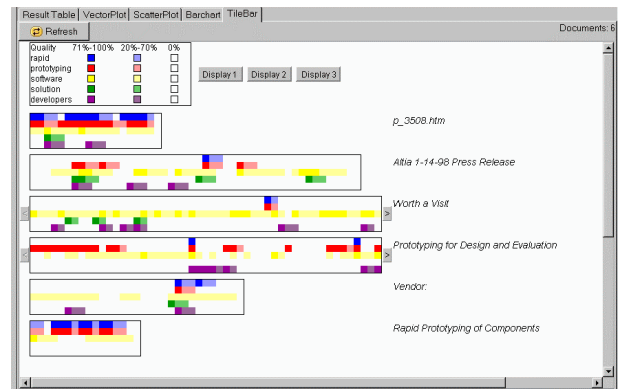 Result Table VectorPlot ScatterPlot Barchart TileBar
Refresh Documents: 6
Quality 71%-100% 20%-70% 0%
rapid
prototyping
software
solution
developers
Display 1 Display 2 Display 3
p_3508.htm
Altia 1-14-98 Press Release
Worth a Visit
< >
Prototyping for Design and Evaluation
< >
Vendor:
Rapid Prototyping of Components